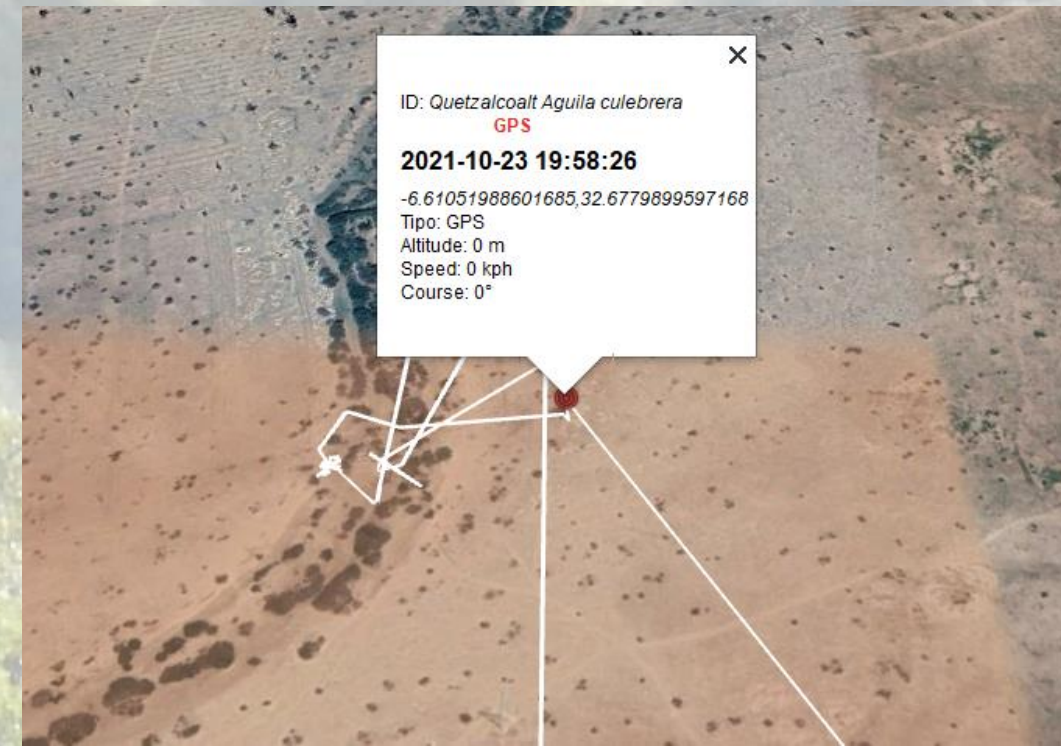 ID: Quetzalcoalt Aguila culebrera
GPS
2021-10-23 19:58:26
-6.61051988601685,32.6779899597168
Tipo: GPS
Altitude: 0 m
Speed: 0 kph
Course: 0°